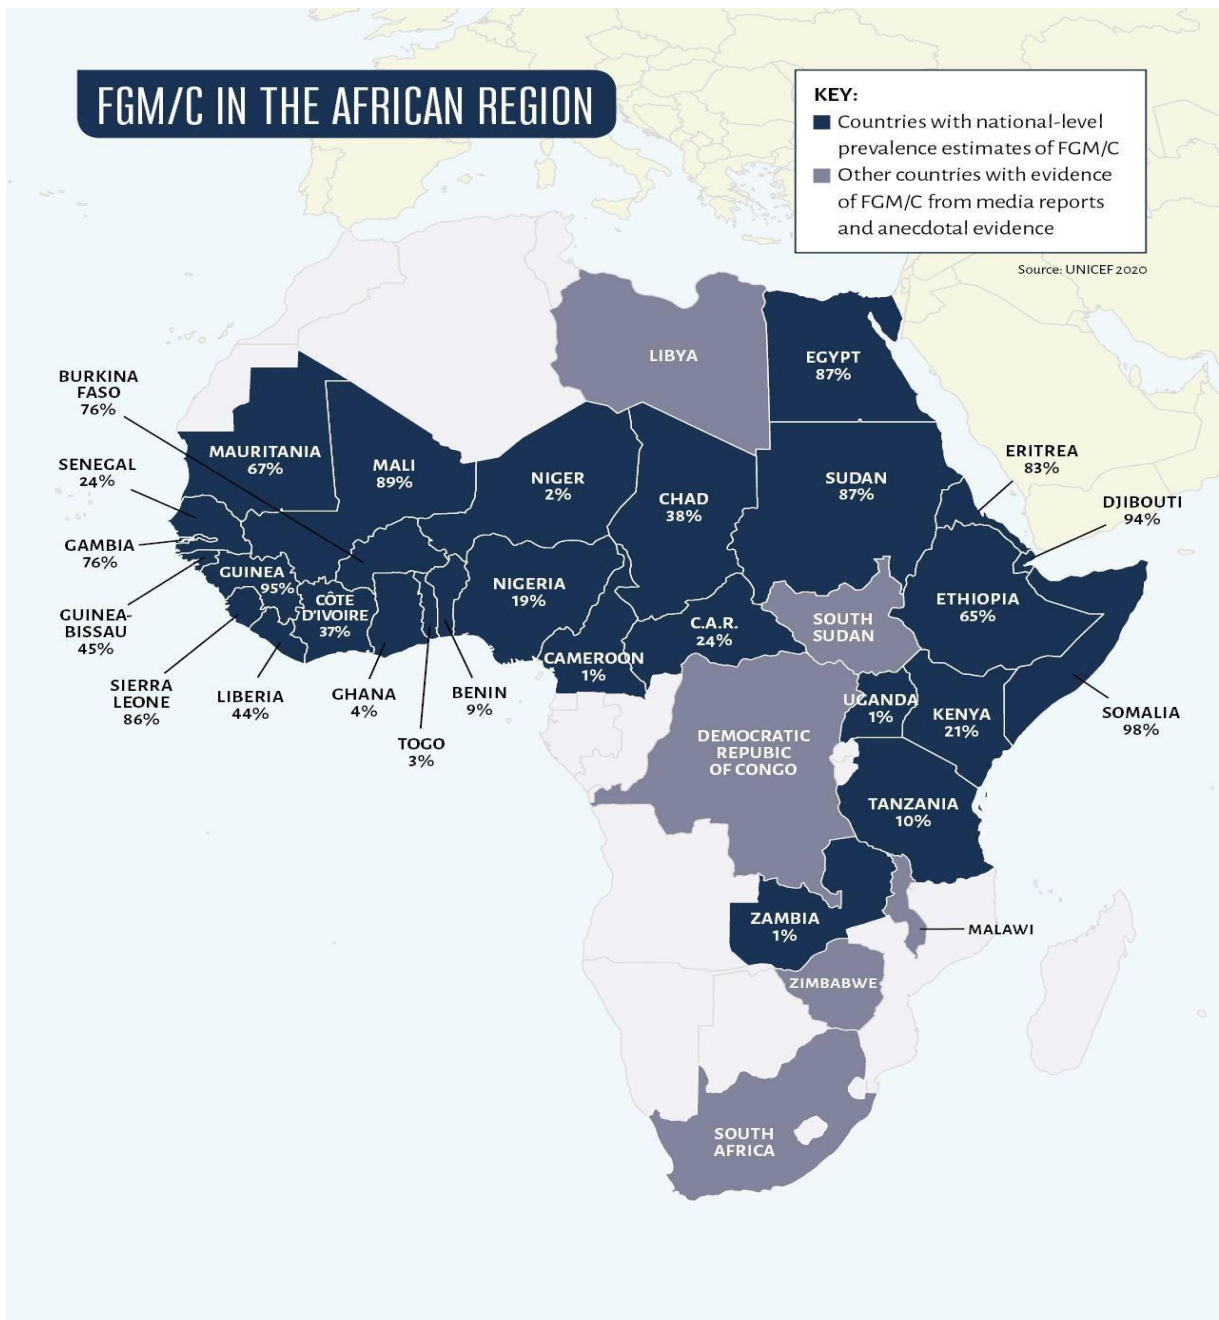 FGM/C IN THE AFRICAN REGION
KEY:
Countries with national-level
prevalence estimates of FGM/C
Other countries with evidence
of FGM/C from media reports
and anecdotal evidence
Source: UNICEF 2020
LIBYA
EGYPT
87%
BURKINA
FASO
76%
MAURITANIA
67%
MALI
89%
NIGER
2%
CHAD
38%
SUDAN
87%
ERITREA
83%
DJIBOUTI
94%
SENEGAL
24%
GAMBIA
76%
GUINEA
95%
CÔTE
D'IVOIRE
37%
NIGERIA
19%
C.A.R.
24%
SOUTH
SUDAN
ETHIOPIA
65%
GUINEA-
BISSAU
45%
SIERRA
LEONE
86%
LIBERIA
44%
GHANA
4%
TOGO
3%
BENIN
9%
CAMEROON
1%
UGANDA
1%
KENYA
21%
SOMALIA
98%
DEMOCRATIC
REPUBIC
OF CONGO
TANZANIA
10%
ZAMBIA
1%
MALAWI
ZIMBABWE
SOUTH
AFRICA